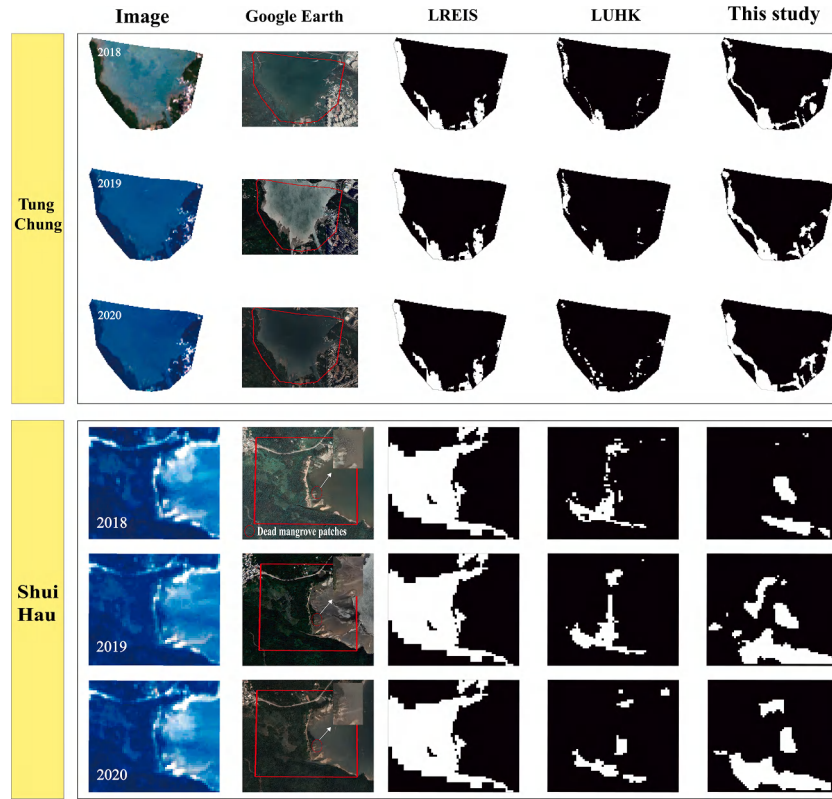 Image Google Earth LREIS LUHK This study
Tung
Chung
2018
2019
2020
Shui
Hau
2018
Dead mangrove patches
2019
2020